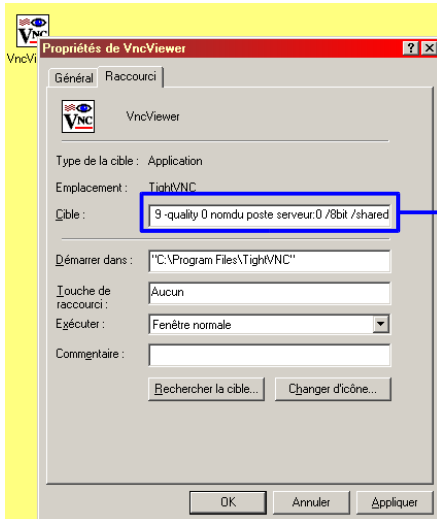 VNC
VncVi
Propriétés de VncViewer
Général Raccourci
VNC
VncViewer
Type de la cible : Application
Emplacement : TightVNC
Cible : 9 -quality 0 nomdu poste serveur:0 /8bit /shared
Démarrer dans : "C:\Program Files\TightVNC"
Touche de
raccourci : Aucun
Exécuter : Fenêtre normale
Commentaire :
Rechercher la cible... Changer d'icône...
OK Annuler Appliquer